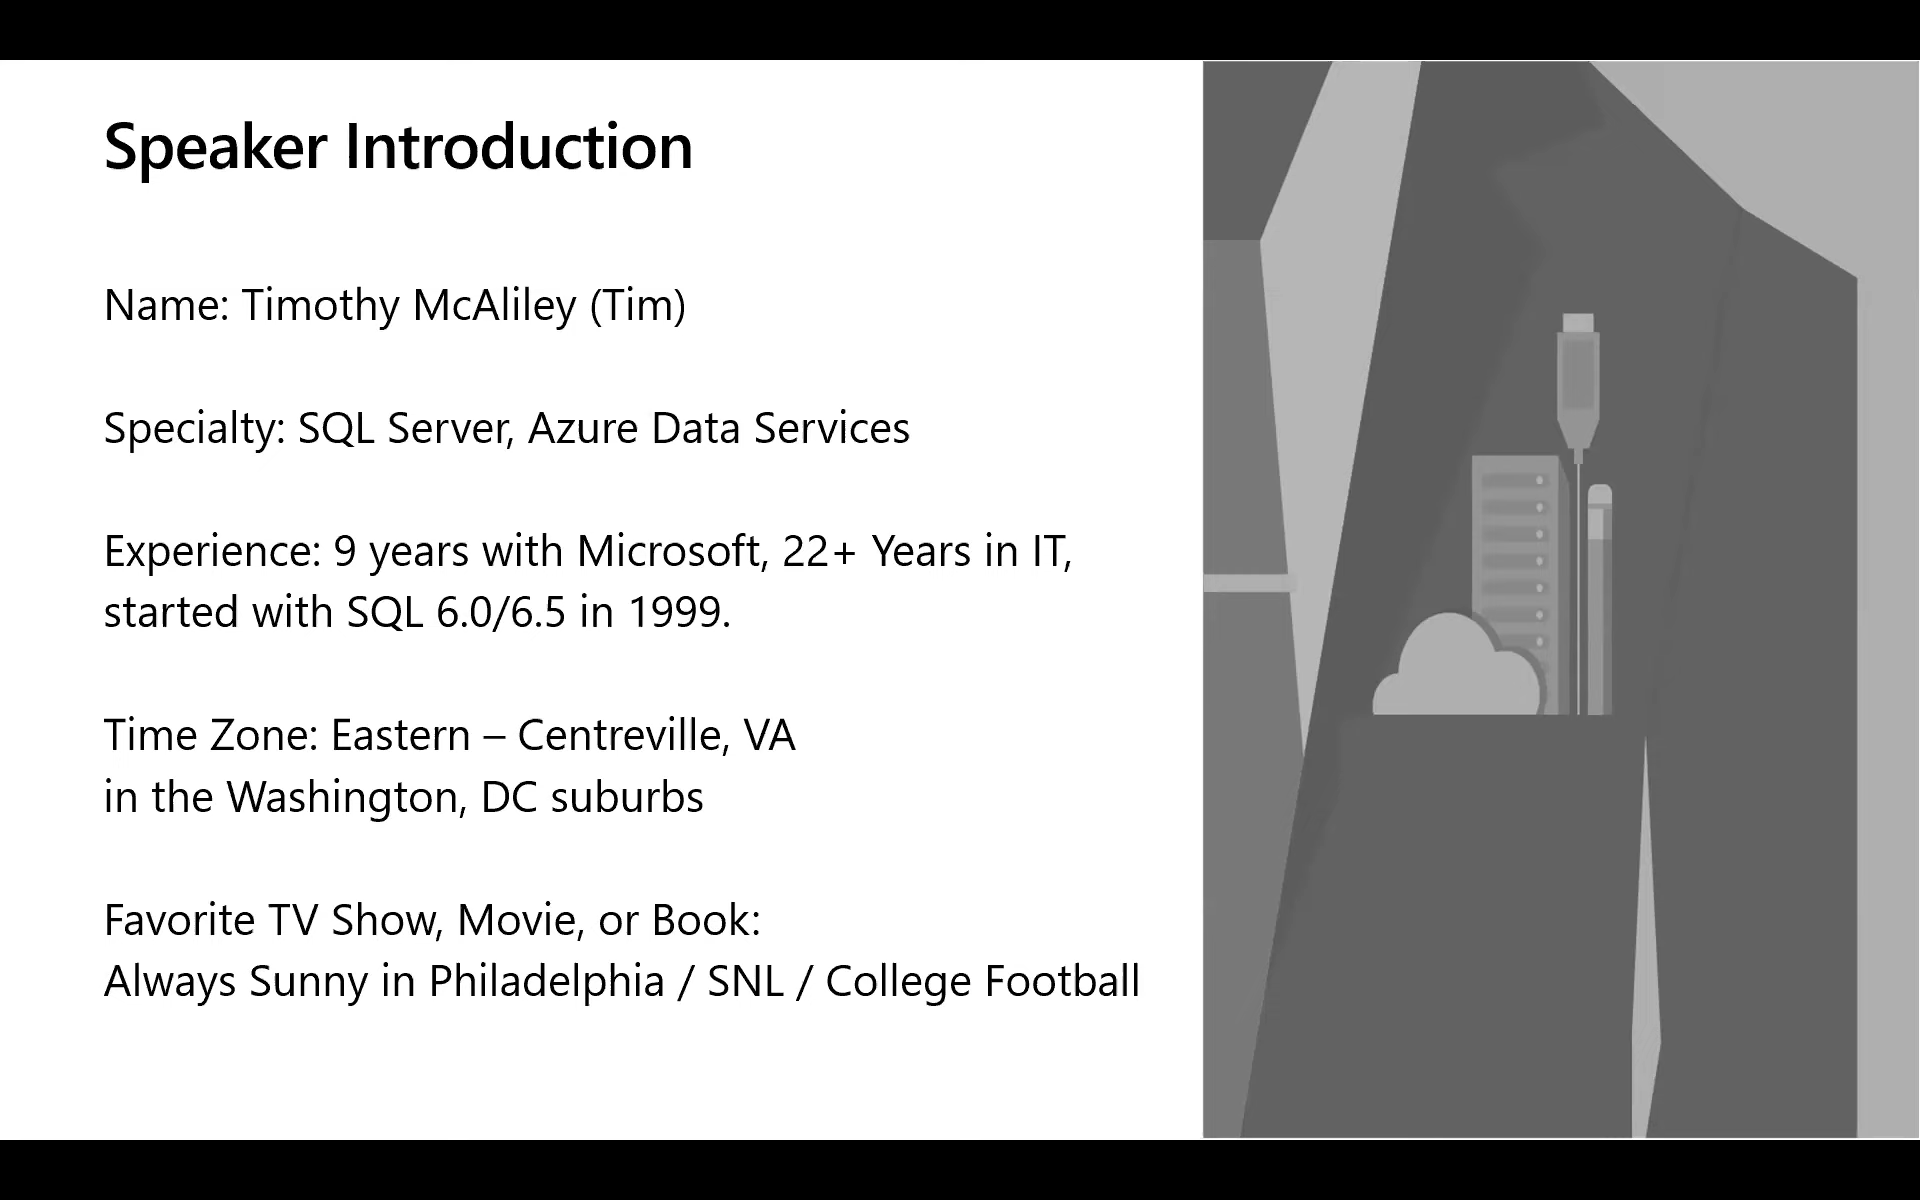 Speaker Introduction
Name: Timothy McAliley (Tim)
Specialty: SQL Server, Azure Data Services
Experience: 9 years with Microsoft, 22+ Years in IT,
started with SQL 6.0/6.5 in 1999.
Time Zone: Eastern – Centreville, VA
in the Washington, DC suburbs
Favorite TV Show, Movie, or Book:
Always Sunny in Philadelphia / SNL / College Football